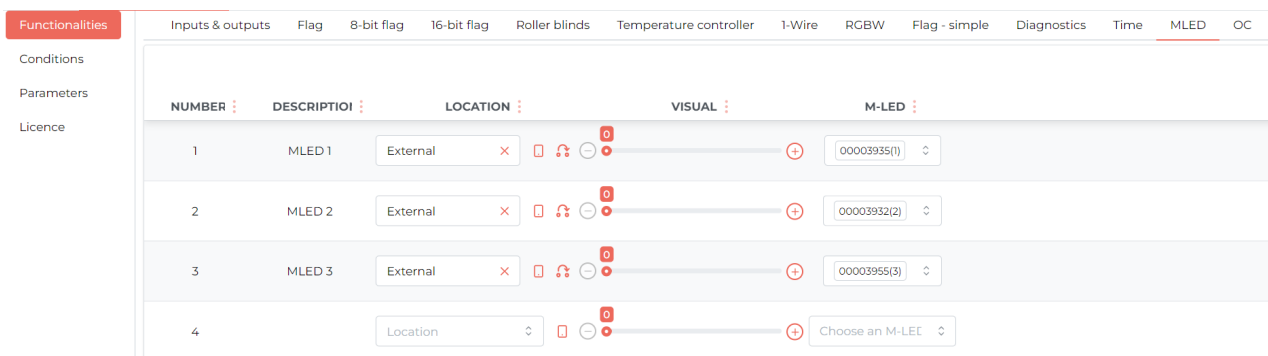 Functionalities Inputs & outputs Flag 8-bit flag 16-bit flag Roller blinds Temperature controller 1-Wire RGBW Flag - simple Diagnostics Time MLED OC
Conditions
Parameters
Licence
NUMBER DESCRIPTION LOCATION VISUAL M-LED
0
1 MLED 1 External 00003935(1)
0
2 MLED 2 External 00003932(2)
0
3 MLED 3 External 00003955(3)
0
4 Location Choose an M-LED